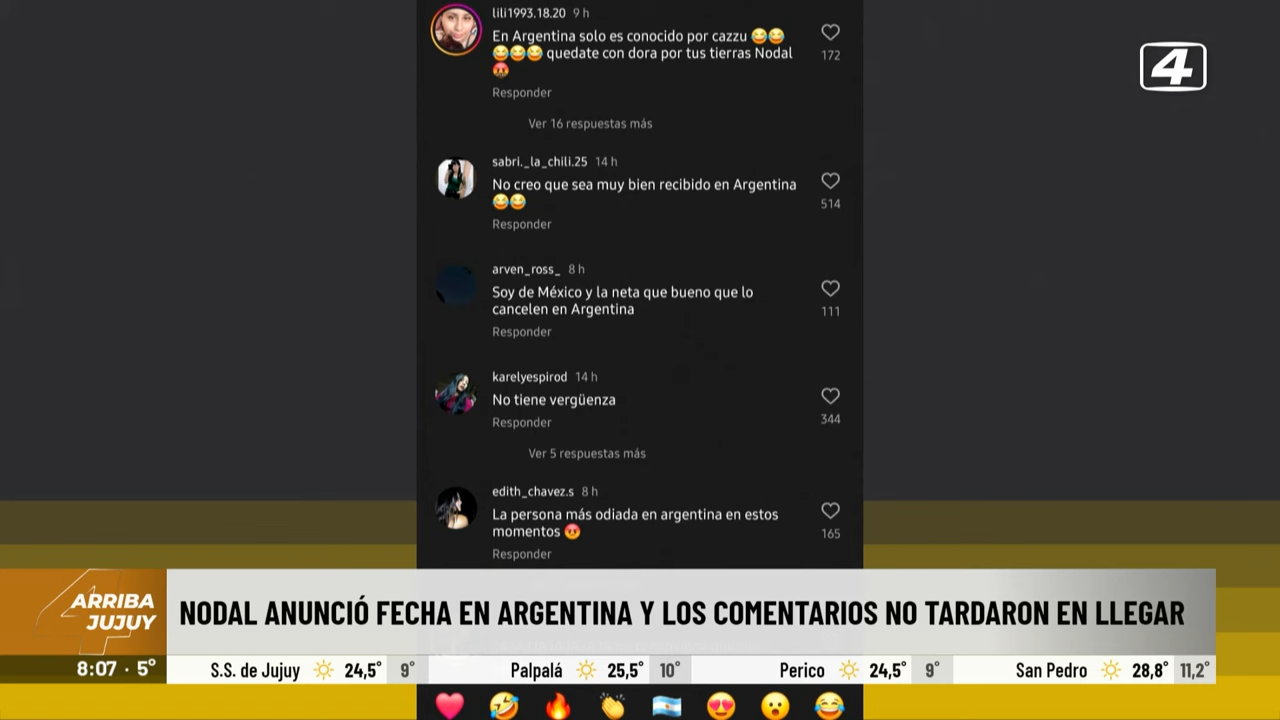 lili1993.18.20 9 h
En Argentina solo es conocido por cazzu 😂😂
😂😂😂 quedate con dora por tus tierras Nodal
😡
172
Responder
Ver 16 respuestas más
sabri._la_chili.25 14 h
No creo que sea muy bien recibido en Argentina
😂😂
514
Responder
arven_ross_ 8 h
Soy de México y la neta que bueno que lo
cancelen en Argentina
111
Responder
karelyespirod 14 h
No tiene vergüenza
344
Responder
Ver 5 respuestas más
edith_chavez.s 8 h
La persona más odiada en argentina en estos
momentos 😡
165
Responder
4
ARRIBA
JUJUY
NODAL ANUNCIÓ FECHA EN ARGENTINA Y LOS COMENTARIOS NO TARDARON EN LLEGAR
8:07 · 5° S.S. de Jujuy 24,5° 9° Palpalá 25,5° 10° Perico 24,5° 9° San Pedro 28,8° 11,2°